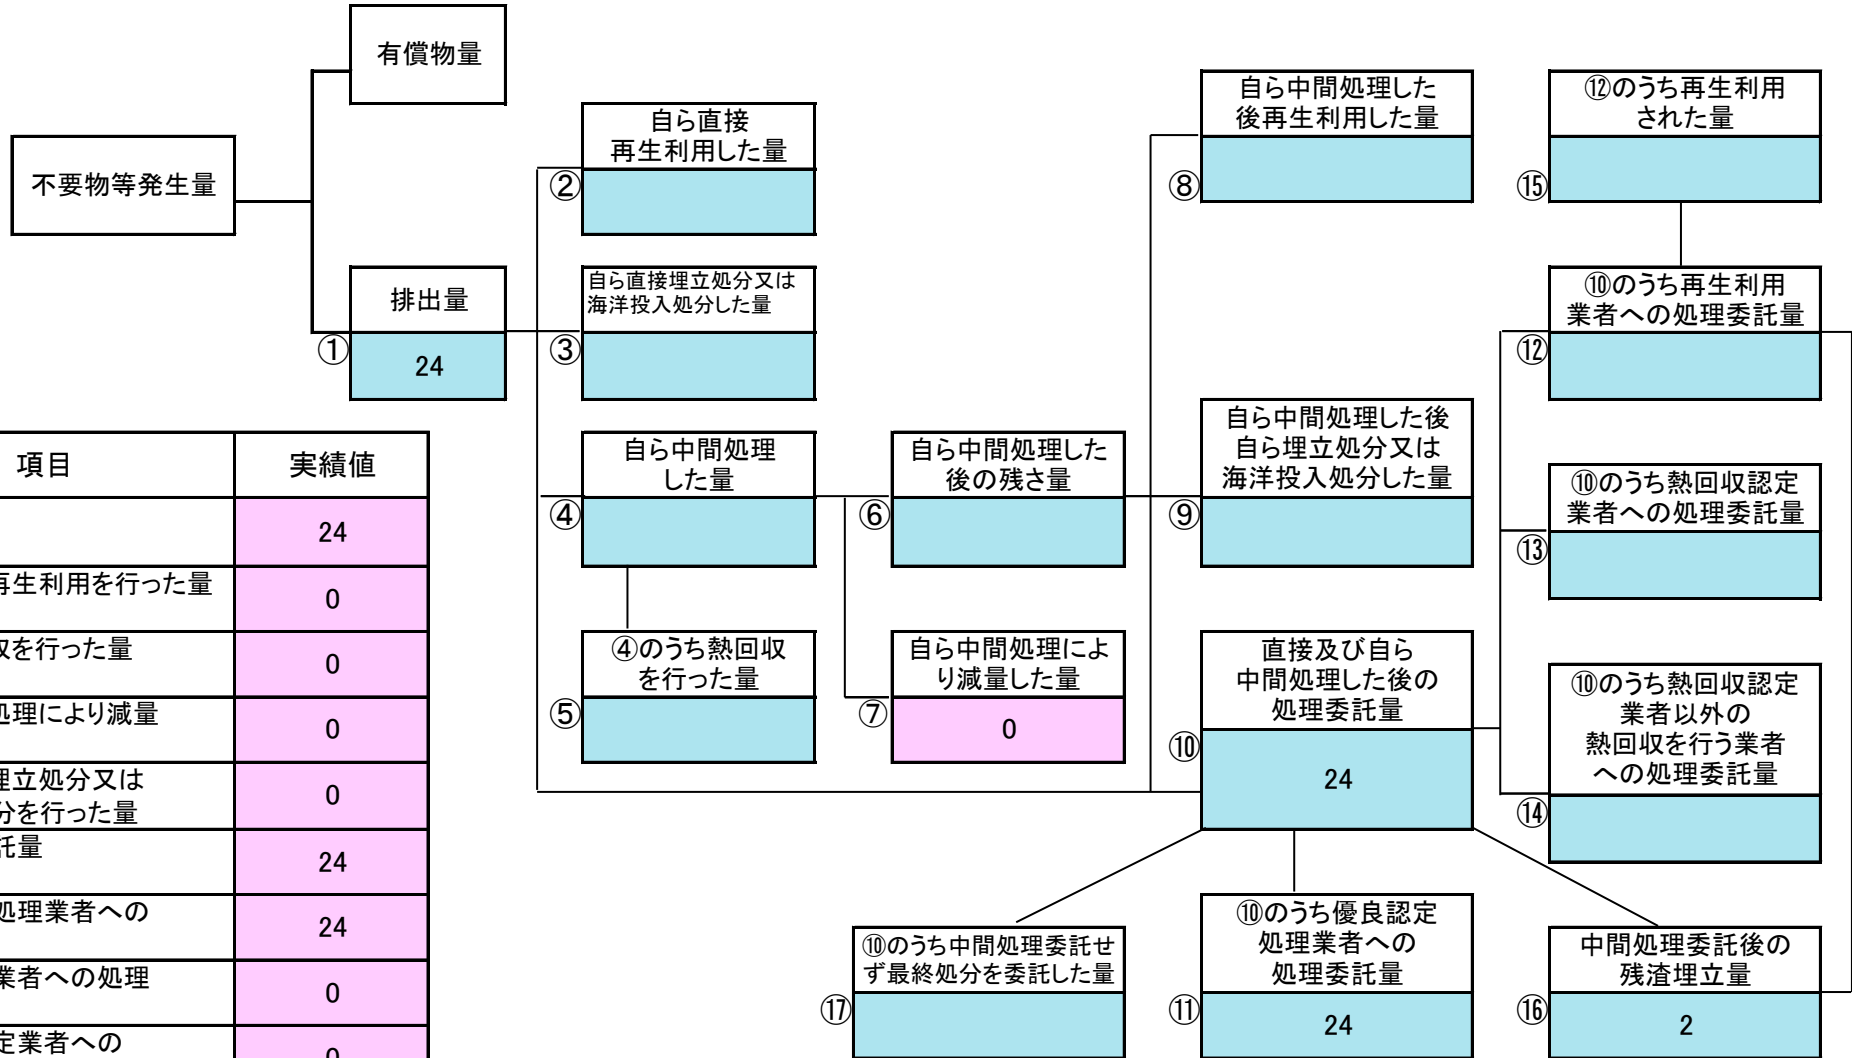 有償物量
不要物等発生量
排出量
①
24
自ら直接
再生利用した量
②
自ら直接埋立処分又は
海洋投入処分した量
③
自ら中間処理
した量
④
④のうち熱回収
を行った量
⑤
自ら中間処理した
後の残さ量
⑥
自ら中間処理によ
り減量した量
⑦
0
自ら中間処理した
後再生利用した量
⑧
自ら中間処理した後
自ら埋立処分又は
海洋投入処分した量
⑨
直接及び自ら
中間処理した後の
処理委託量
⑩
24
⑫のうち再生利用
された量
⑮
⑩のうち再生利用
業者への処理委託量
⑫
⑩のうち熱回収認定
業者への処理委託量
⑬
⑩のうち熱回収認定
業者以外の
熱回収を行う業者
への処理委託量
⑭
⑩のうち中間処理委託せ
ず最終処分を委託した量
⑰
⑩のうち優良認定
処理業者への
処理委託量
⑪
24
中間処理委託後の
残渣埋立量
⑯
2
項目 実績値
24
再生利用を行った量 0
を行った量 0
処理により減量 0
埋立処分又は
を行った量 0
託量 24
処理業者への 24
業者への処理 0
定業者への 0